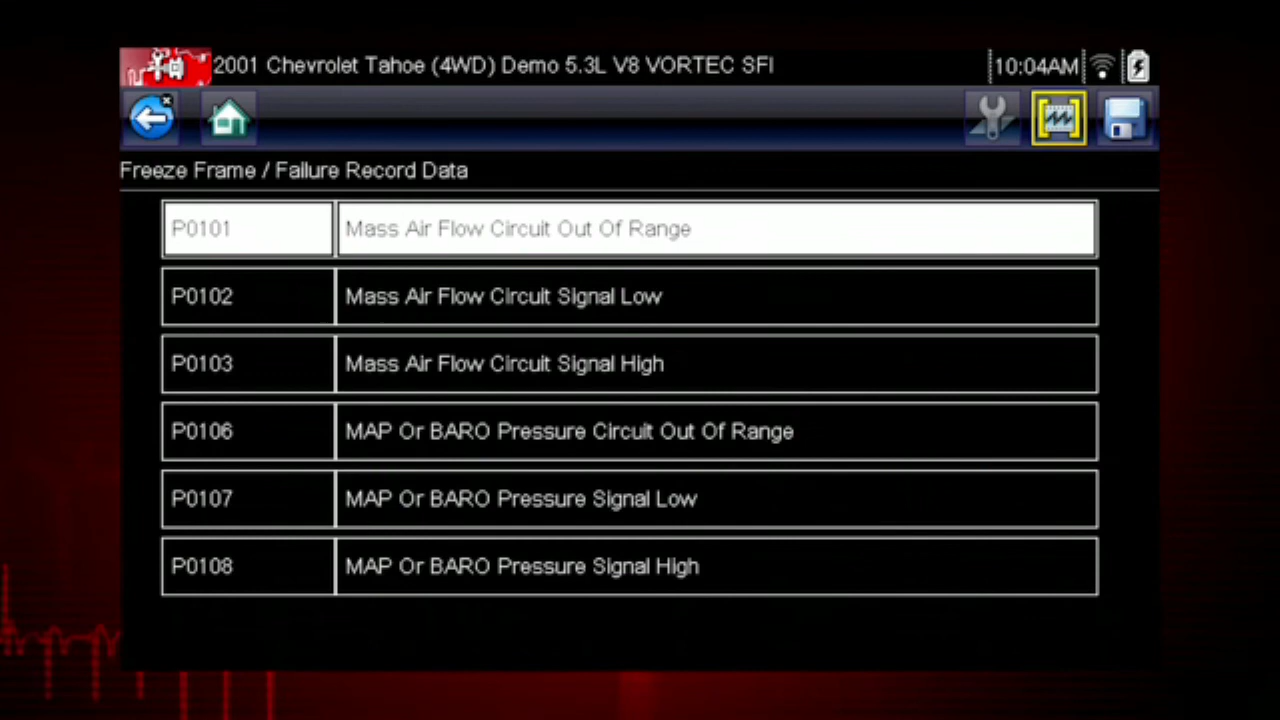 2001 Chevrolet Tahoe (4WD) Demo 5.3L V8 VORTEC SFI 10:04AM
Freeze Frame / Failure Record Data
P0101 Mass Air Flow Circuit Out Of Range
P0102 Mass Air Flow Circuit Signal Low
P0103 Mass Air Flow Circuit Signal High
P0106 MAP Or BARO Pressure Circuit Out Of Range
P0107 MAP Or BARO Pressure Signal Low
P0108 MAP Or BARO Pressure Signal High